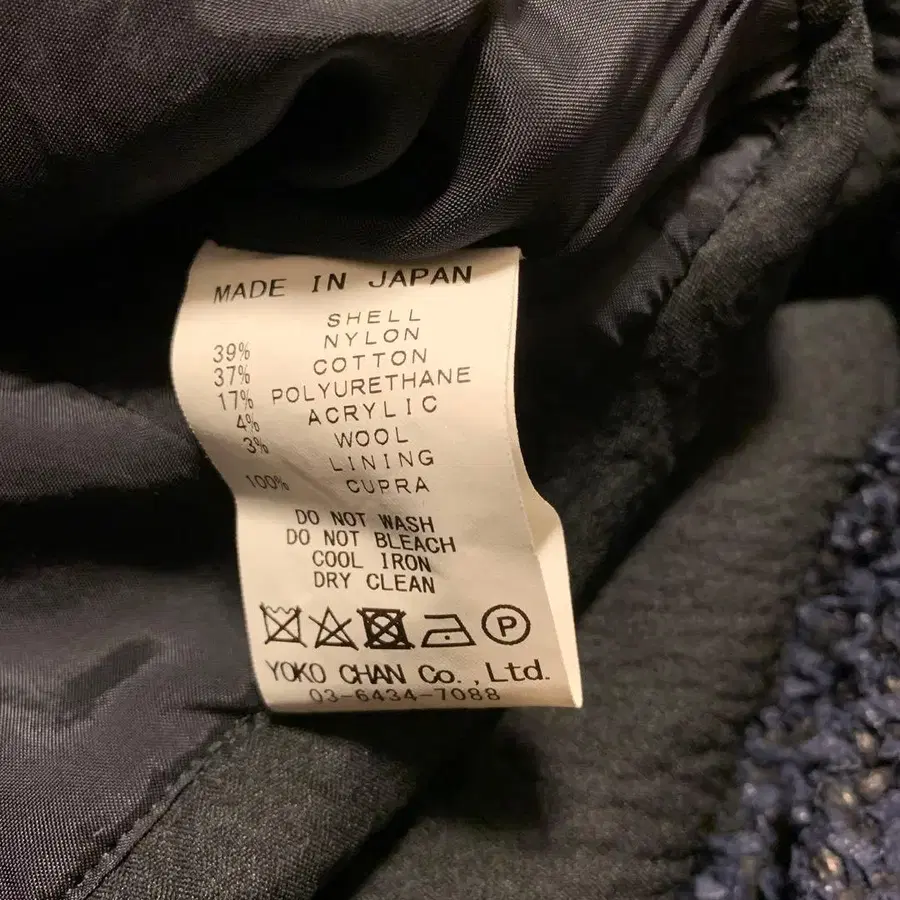 MADE IN JAPAN
SHELL
39% NYLON
37% COTTON
17% POLYURETHANE
4% ACRYLIC
3% WOOL
LINING
100% CUPRA
DO NOT WASH
DO NOT BLEACH
COOL IRON
DRY CLEAN
P
YOKO CHAN Co.,Ltd.
03-6434-7088